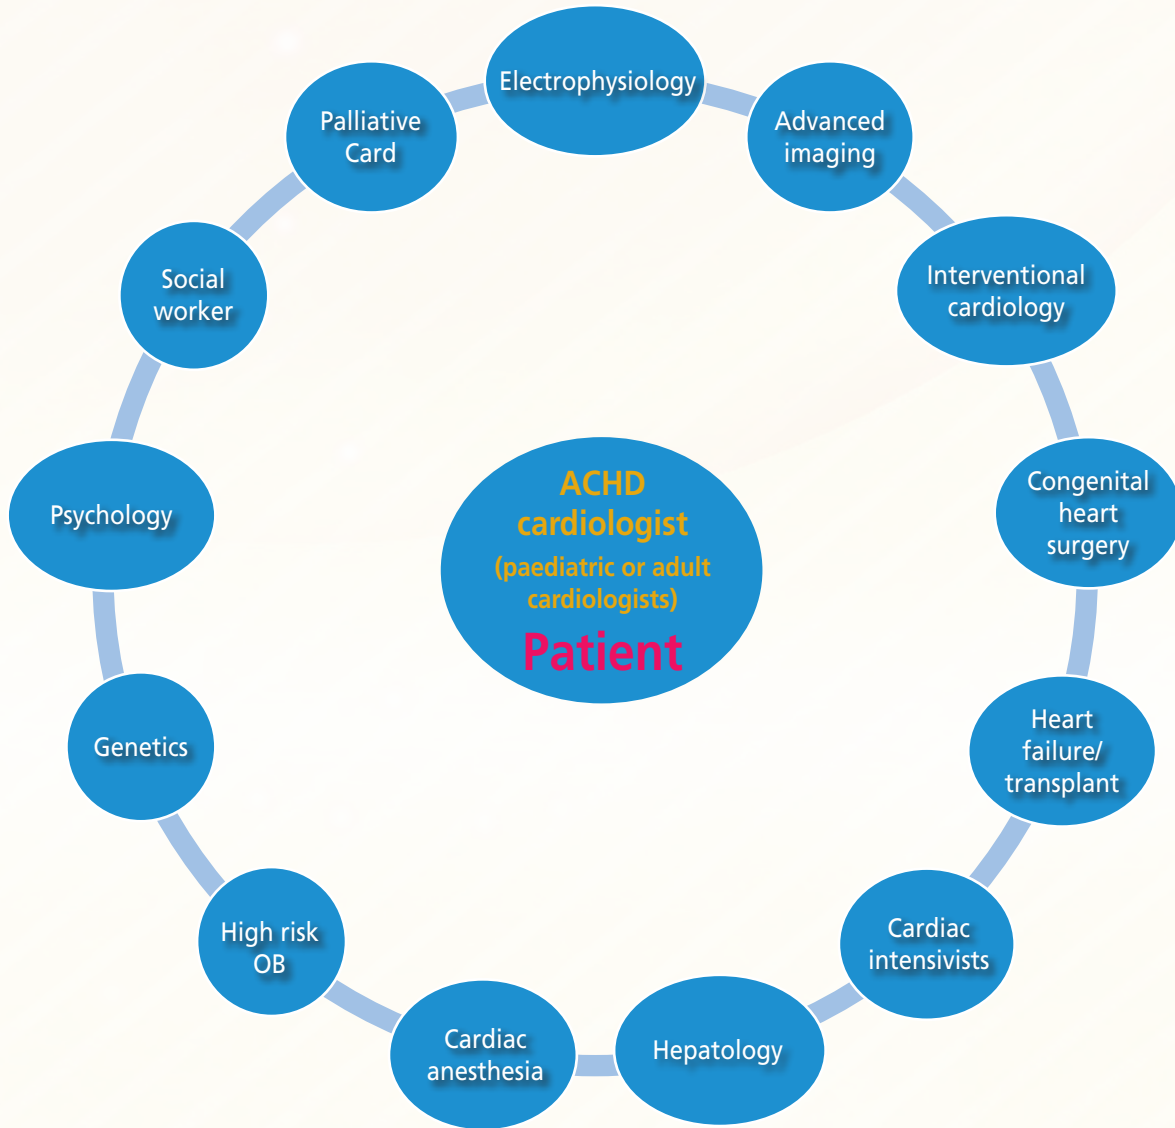 Electrophysiology
Advanced
imaging
Interventional
cardiology
Congenital
heart
surgery
Heart
failure/
transplant
Cardiac
intensivists
Hepatology
Cardiac
anesthesia
High risk
OB
Genetics
Psychology
Social
worker
Palliative
Card
ACHD
cardiologist
(paediatric or adult
cardiologists)
Patient